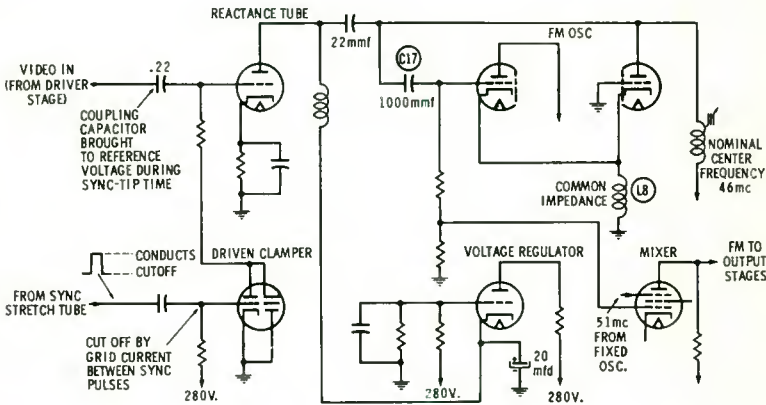 REACTANCE TUBE
22mmf
FM OSC
C17
1000mmf
VIDEO IN
(FROM DRIVER
STAGE)
.22
COUPLING
CAPACITOR
BROUGHT
TO REFERENCE
VOLTAGE DURING
SYNC-TIP TIME
NOMINAL
CENTER
FREQUENCY
46mc
COMMON
IMPEDANCE
L8
CONDUCTS
CUTOFF
DRIVEN CLAMPER
VOLTAGE REGULATOR
MIXER
FM TO
OUTPUT
STAGES
FROM SYNC
STRETCH TUBE
CUT OFF BY
GRID CURRENT
BETWEEN SYNC
PULSES
280V.
280V.
20
mfd
280V.
51mc
FROM
FIXED
OSC.